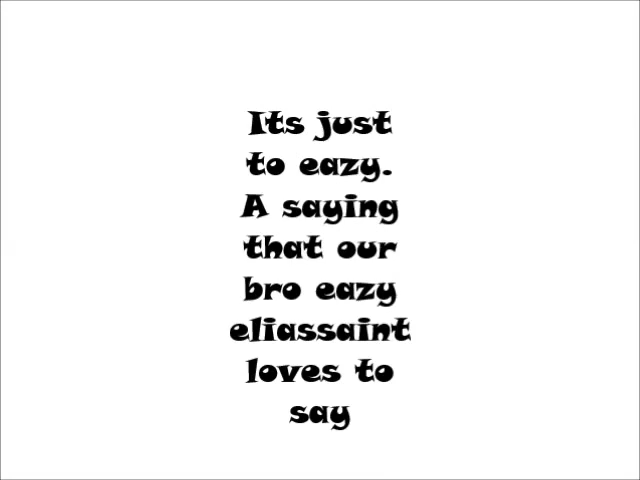 Its just
to eazy.
A saying
that our
bro eazy
eliassaint
loves to
say